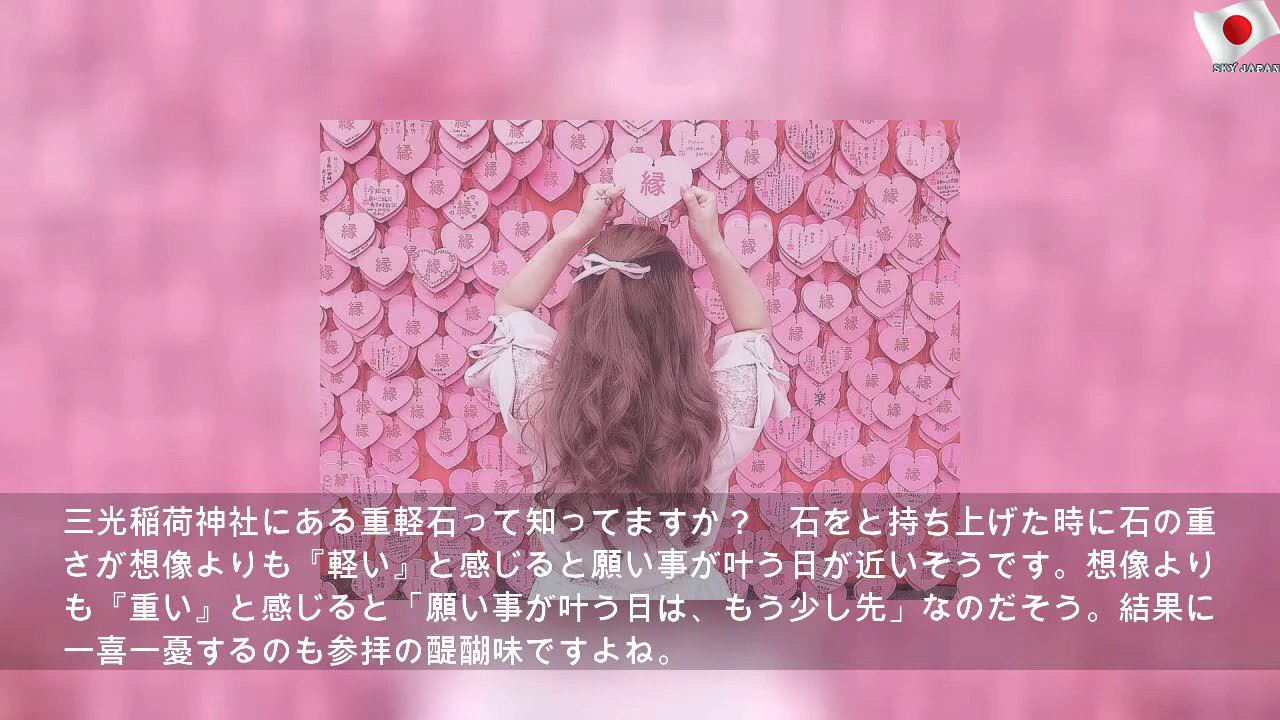 SKY JAPAN
縁
三光稲荷神社にある重軽石って知ってますか？　石をと持ち上げた時に石の重
さが想像よりも『軽い』と感じると願い事が叶う日が近いそうです。想像より
も『重い』と感じると「願い事が叶う日は、もう少し先」なのだそう。結果に
一喜一憂するのも参拝の醍醐味ですよね。